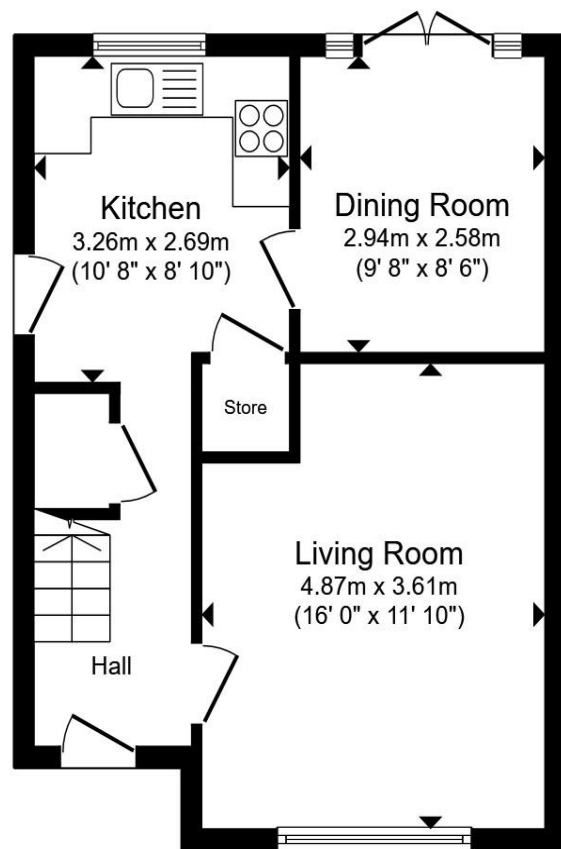 Kitchen
3.26m x 2.69m
(10' 8" x 8' 10")
Dining Room
2.94m x 2.58m
(9' 8" x 8' 6")
Store
Living Room
4.87m x 3.61m
(16' 0" x 11' 10")
Hall